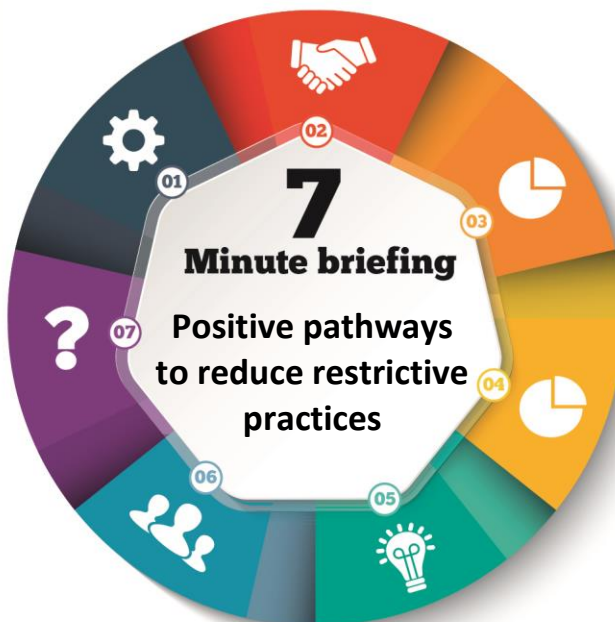 02
01
7
03
Minute briefing
Positive pathways
07
to reduce restrictive
04
practices
06
05
?